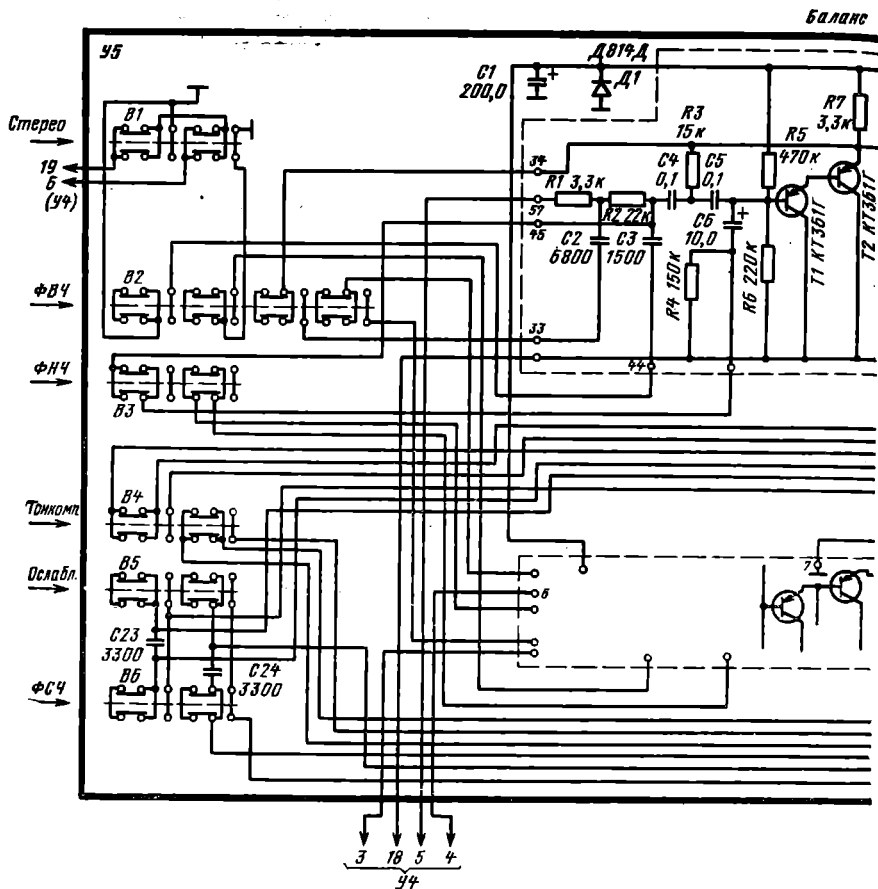 Баланс
У5
Д814Д
С1
200,0
Д1
R7
3,3к
В1
R3
15к
R5
470к
Стерео
34
С4
0,1
С5
0,1
19
6
(У4)
R1 3,3к
57
R2 22к
45
С6
10,0
С2
6800
С3
1500
R4 150к
R6 220к
Т1 КТ361Г
Т2 КТ361Г
В2
ФВЧ
33
44
ФНЧ
В3
В4
Тонкомп
В5
7
Ослабл.
6
С23
3300
С24
3300
В6
ФСЧ
3 18 5 4
У4